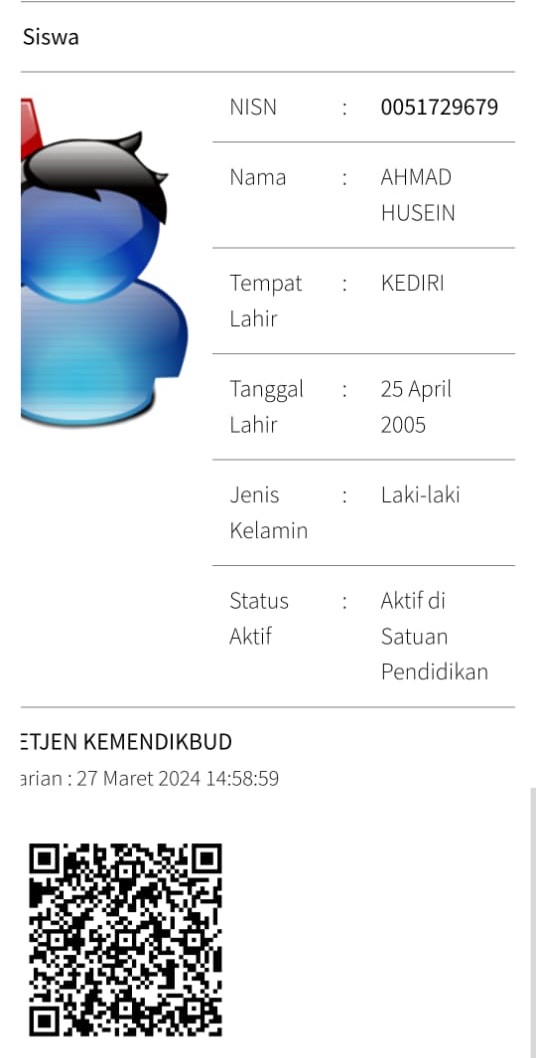 Siswa
NISN : 0051729679
Nama : AHMAD
HUSEIN
Tempat : KEDIRI
Lahir
Tanggal : 25 April
Lahir 2005
Jenis : Laki-laki
Kelamin
Status : Aktif di
Aktif Satuan
Pendidikan
ETJEN KEMENDIKBUD
arian : 27 Maret 2024 14:58:59